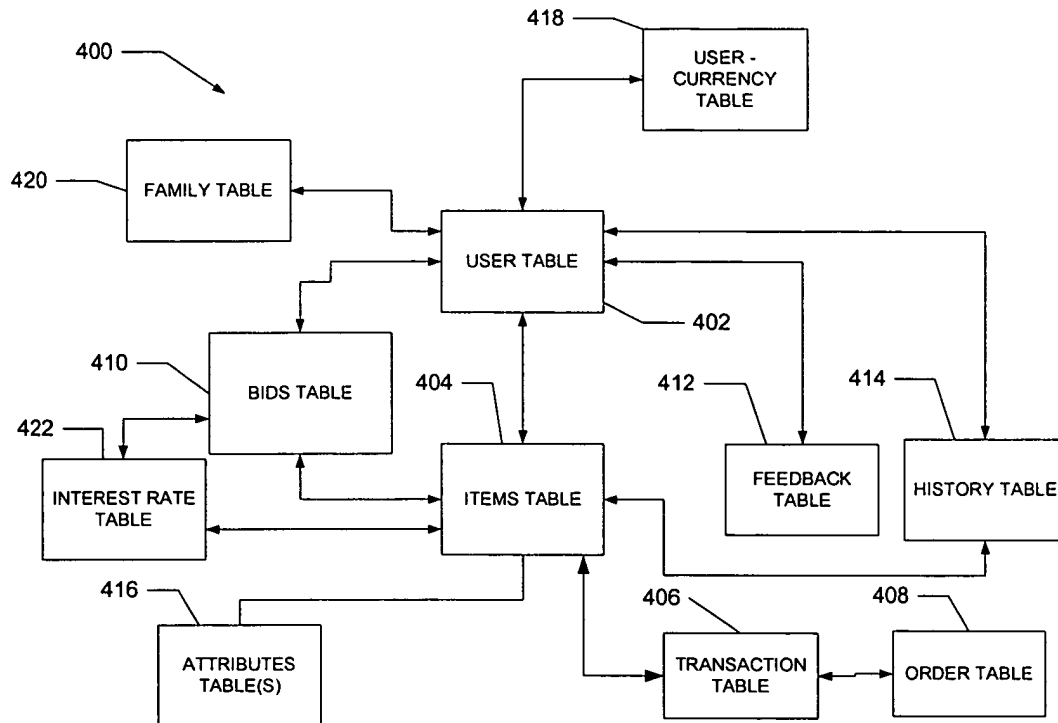 418
400
USER -
CURRENCY
TABLE
420
FAMILY TABLE
USER TABLE
402
410
BIDS TABLE
404
412
414
422
INTEREST RATE
TABLE
ITEMS TABLE
FEEDBACK
TABLE
HISTORY TABLE
416
406
408
ATTRIBUTES
TABLE(S)
TRANSACTION
TABLE
ORDER TABLE